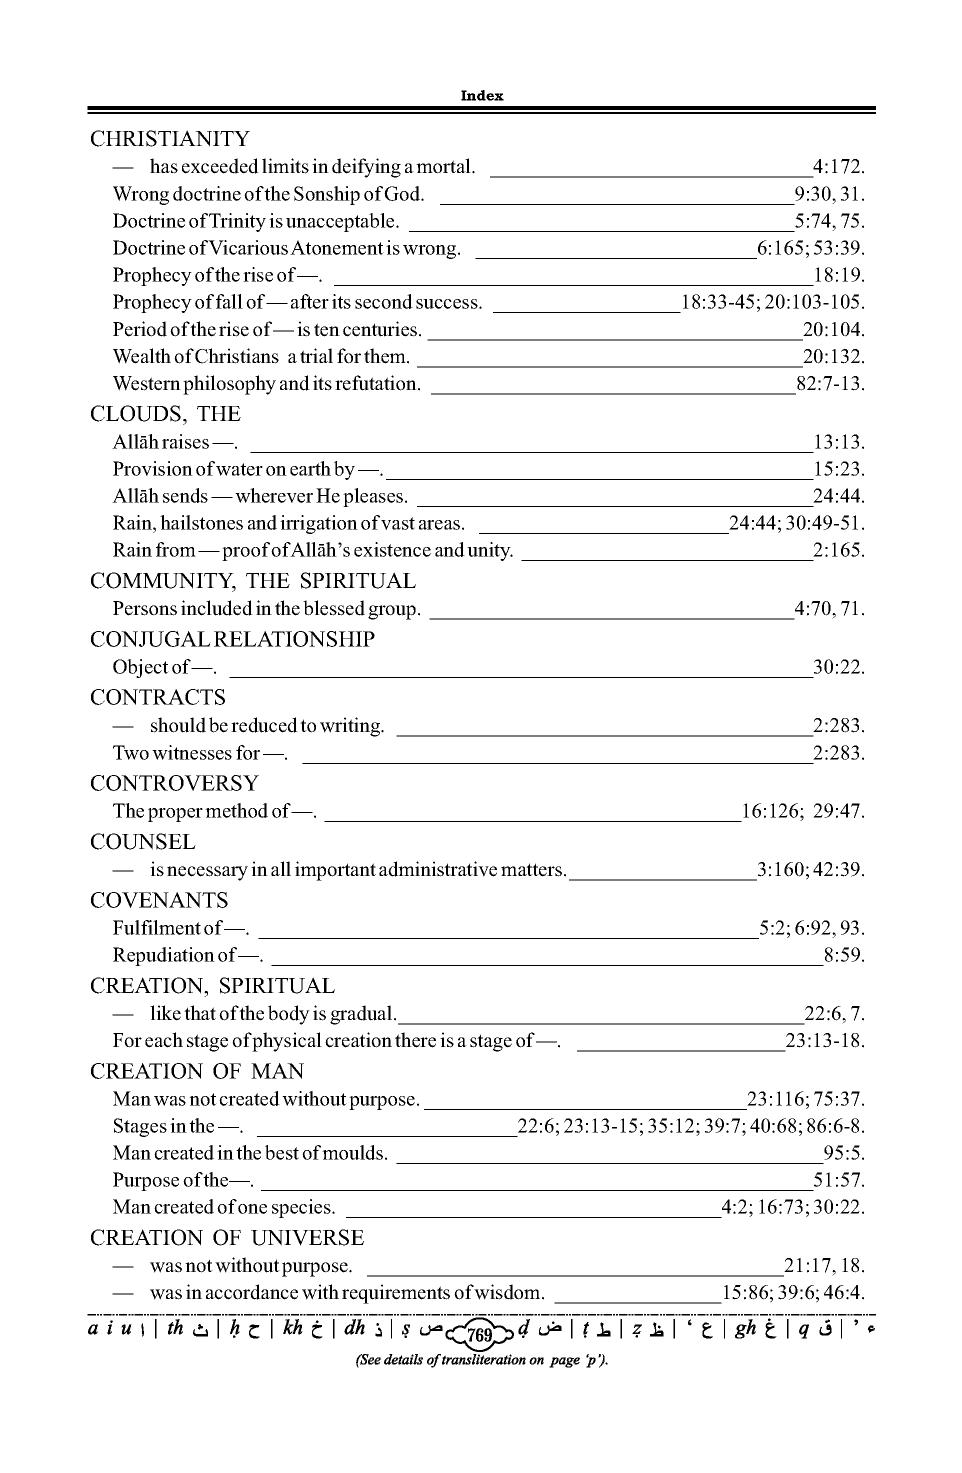 Index
CHRISTIANITY
— has exceeded limits in deifying a mortal. 4:172.
Wrong doctrine of the Sonship of God. 9:30, 31.
Doctrine of Trinity is unacceptable. 5:74, 75.
Doctrine of Vicarious Atonement is wrong. 6:165; 53:39.
Prophecy of the rise of —. 18:19.
Prophecy of fall of — after its second success. 18:33-45; 20:103-105.
Period of the rise of — is ten centuries. 20:104.
Wealth of Christians a trial for them. 20:132.
Western philosophy and its refutation. 82:7-13.
CLOUDS, THE
Allāh raises —. 13:13.
Provision of water on earth by —. 15:23.
Allāh sends — wherever He pleases. 24:44.
Rain, hailstones and irrigation of vast areas. 24:44; 30:49-51.
Rain from — proof of Allāh's existence and unity. 2:165.
COMMUNITY, THE SPIRITUAL
Persons included in the blessed group. 4:70, 71.
CONJUGAL RELATIONSHIP
Object of —. 30:22.
CONTRACTS
— should be reduced to writing. 2:283.
Two witnesses for —. 2:283.
CONTROVERSY
The proper method of —. 16:126; 29:47.
COUNSEL
— is necessary in all important administrative matters. 3:160; 42:39.
COVENANTS
Fulfilment of —. 5:2; 6:92, 93.
Repudiation of —. 8:59.
CREATION, SPIRITUAL
— like that of the body is gradual. 22:6, 7.
For each stage of physical creation there is a stage of —. 23:13-18.
CREATION OF MAN
Man was not created without purpose. 23:116; 75:37.
Stages in the —. 22:6; 23:13-15; 35:12; 39:7; 40:68; 86:6-8.
Man created in the best of moulds. 95:5.
Purpose of the—. 51:57.
Man created of one species. 4:2; 16:73; 30:22.
CREATION OF UNIVERSE
— was not without purpose. 21:17, 18.
— was in accordance with requirements of wisdom. 15:86; 39:6; 46:4.
a i u ا | th ث | ḥ ح | kh خ | dh ذ | ṣ ص 769 ḍ ض | ṭ ط | ẓ ظ | ‘ ع | gh غ | q ق | ’ ء
(See details of transliteration on page ‘p’).